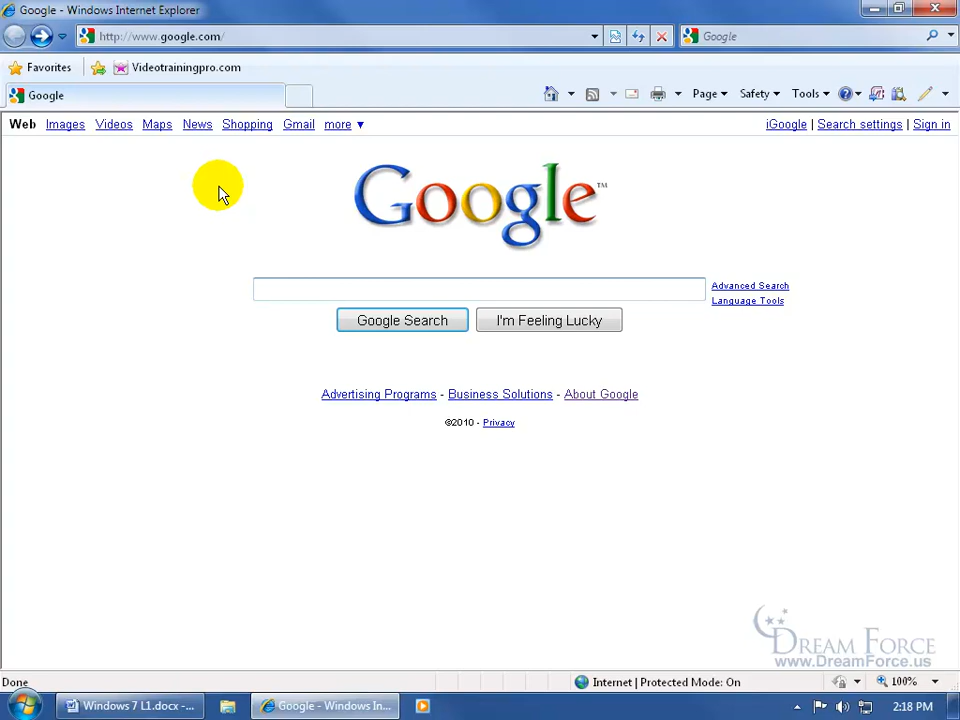 Google - Windows Internet Explorer
http://www.google.com/
Google
Favorites
Videotrainingpro.com
Google
Page
Safety
Tools
Web Images Videos Maps News Shopping Gmail more ▼
iGoogle | Search settings | Sign in
Google™
Advanced Search
Language Tools
Google Search
I'm Feeling Lucky
Advertising Programs - Business Solutions - About Google
©2010 - Privacy
DREAM FORCE
www.DreamForce.us
Done
Internet | Protected Mode: On
100%
Windows 7 L1.docx -...
Google - Windows In...
2:18 PM